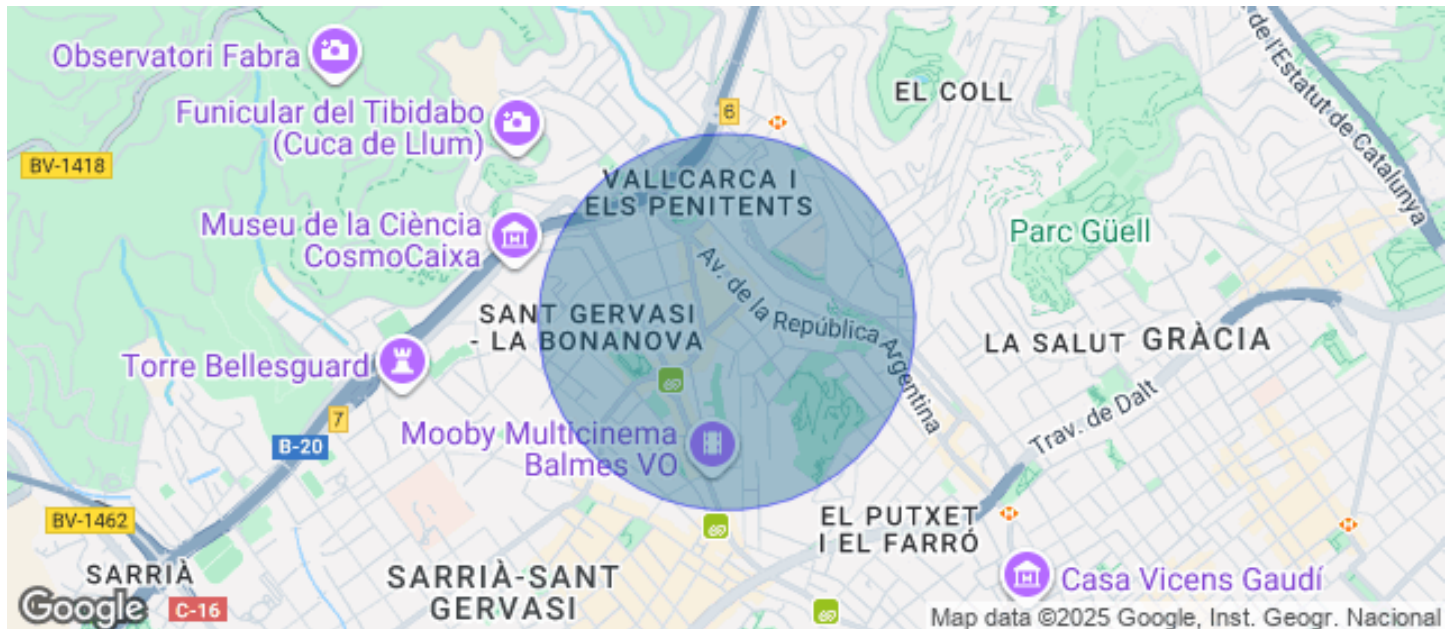 Observatori Fabra
Funicular del Tibidabo
(Cuca de Llum)
BV-1418
6
EL COLL
de l'Estatut de Catalunya
VALLCARCA I
ELS PENITENTS
Museu de la Ciència
CosmoCaixa
Parc Güell
Av. de la República Argentina
SANT GERVASI
- LA BONANOVA
LA SALUT
GRÀCIA
Torre Bellesguard
Trav. de Dalt
7
B-20
Mooby Multicinema
Balmes VO
BV-1462
EL PUTXET
I EL FARRÓ
SARRIÀ
SARRIÀ-SANT
GERVASI
Casa Vicens Gaudí
Google
C-16
Map data ©2025 Google, Inst. Geogr. Nacional